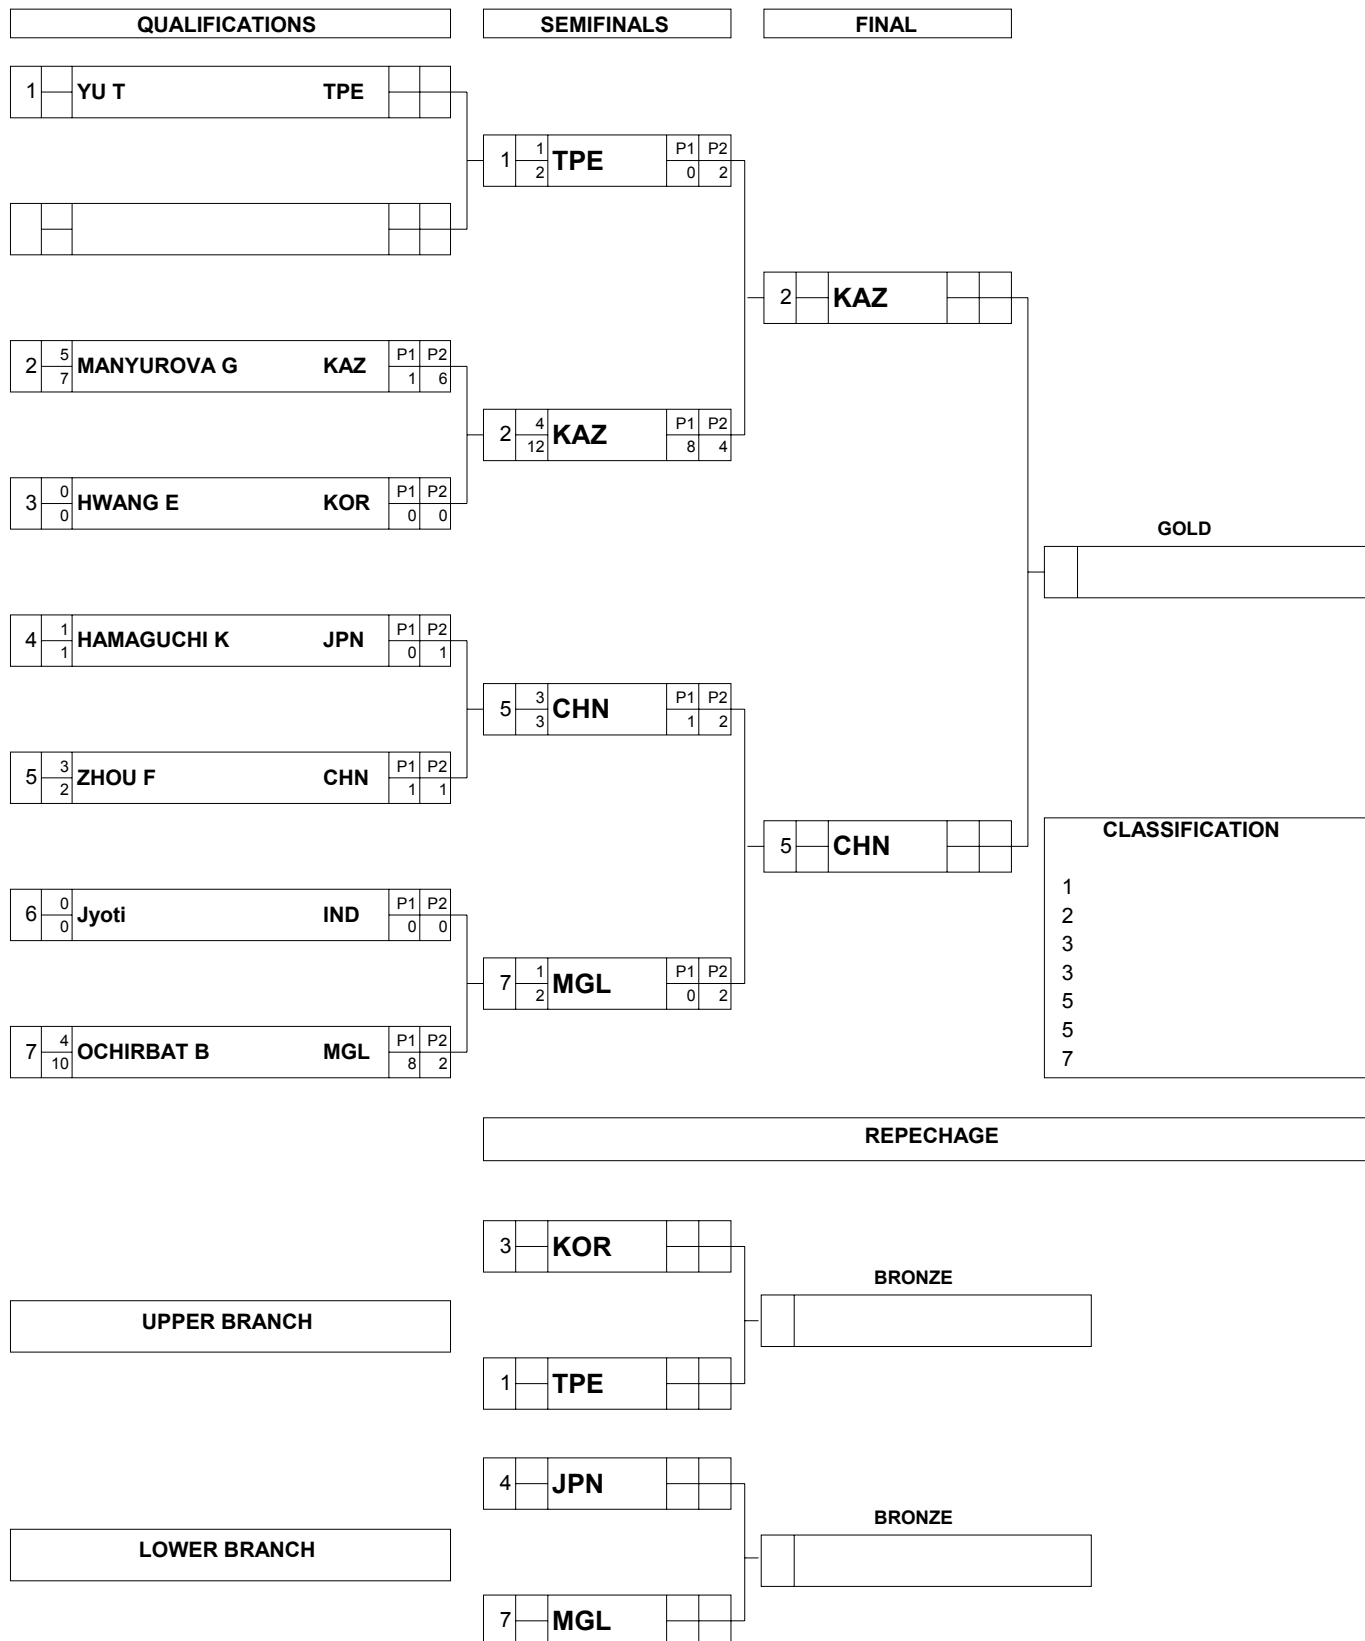 QUALIFICATIONS SEMIFINALS FINAL
1 YU T TPE
1 1 2 TPE P1 P2 0 2
2 KAZ
2 5 7 MANYUROVA G KAZ P1 P2 1 6
2 4 12 KAZ P1 P2 8 4
3 0 0 HWANG E KOR P1 P2 0 0
GOLD
4 1 1 HAMAGUCHI K JPN P1 P2 0 1
5 3 3 CHN P1 P2 1 2
5 3 2 ZHOU F CHN P1 P2 1 1
5 CHN
CLASSIFICATION
1
2
3
3
5
5
7
6 0 0 Jyoti IND P1 P2 0 0
7 1 2 MGL P1 P2 0 2
7 4 10 OCHIRBAT B MGL P1 P2 8 2
REPECHAGE
3 KOR
BRONZE
UPPER BRANCH
1 TPE
4 JPN
BRONZE
LOWER BRANCH
7 MGL